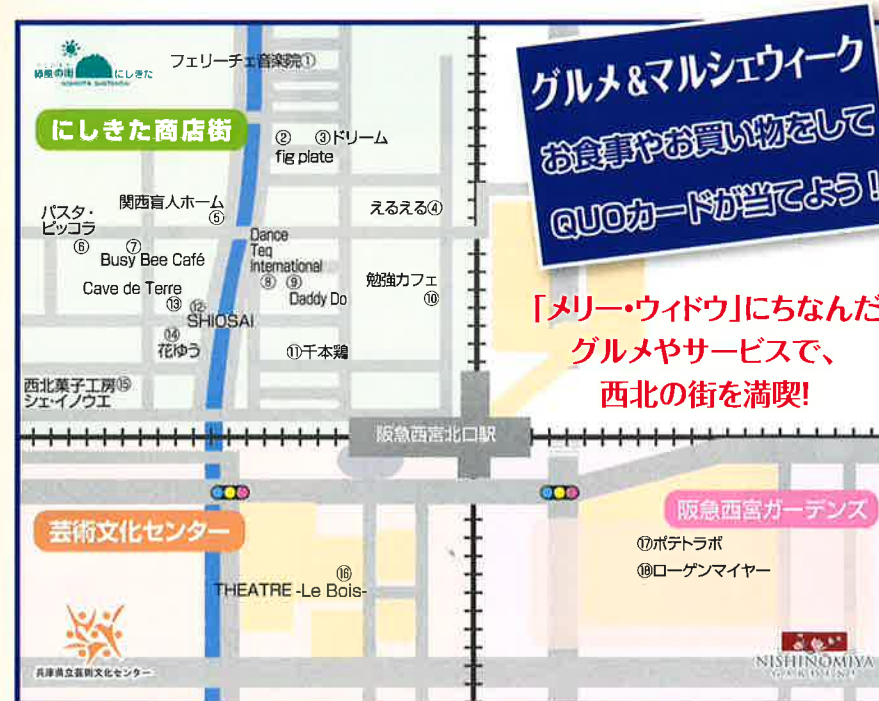 緑風の街 にしきた
NISHIKITA SHOTENGAI
フェリーチェ音楽院①
にしきた商店街
② ③ドリーム
fig plate
関西盲人ホーム
⑤
えるえる④
パスタ・
ピッコラ
⑥
⑦
Busy Bee Café
Dance
Teq
International
⑧ ⑨
Daddy Do
勉強カフェ
⑩
Cave de Terre
⑬ ⑫
SHIOSAI
⑭
花ゆう
⑪千本鶏
西北菓子工房⑮
シェ・イノウエ
グルメ&マルシェウィーク
お食事やお買い物をして
QUOカードが当てよう!
「メリー・ウィドウ」にちなんだ
グルメやサービスで、
西北の街を満喫!
阪急西宮北口駅
芸術文化センター
⑯
THEATRE -Le Bois-
兵庫県立芸術文化センター
阪急西宮ガーデンズ
⑰ポテトラボ
⑱ローゲンマイヤー
NISHINOMIYA
GARDENS